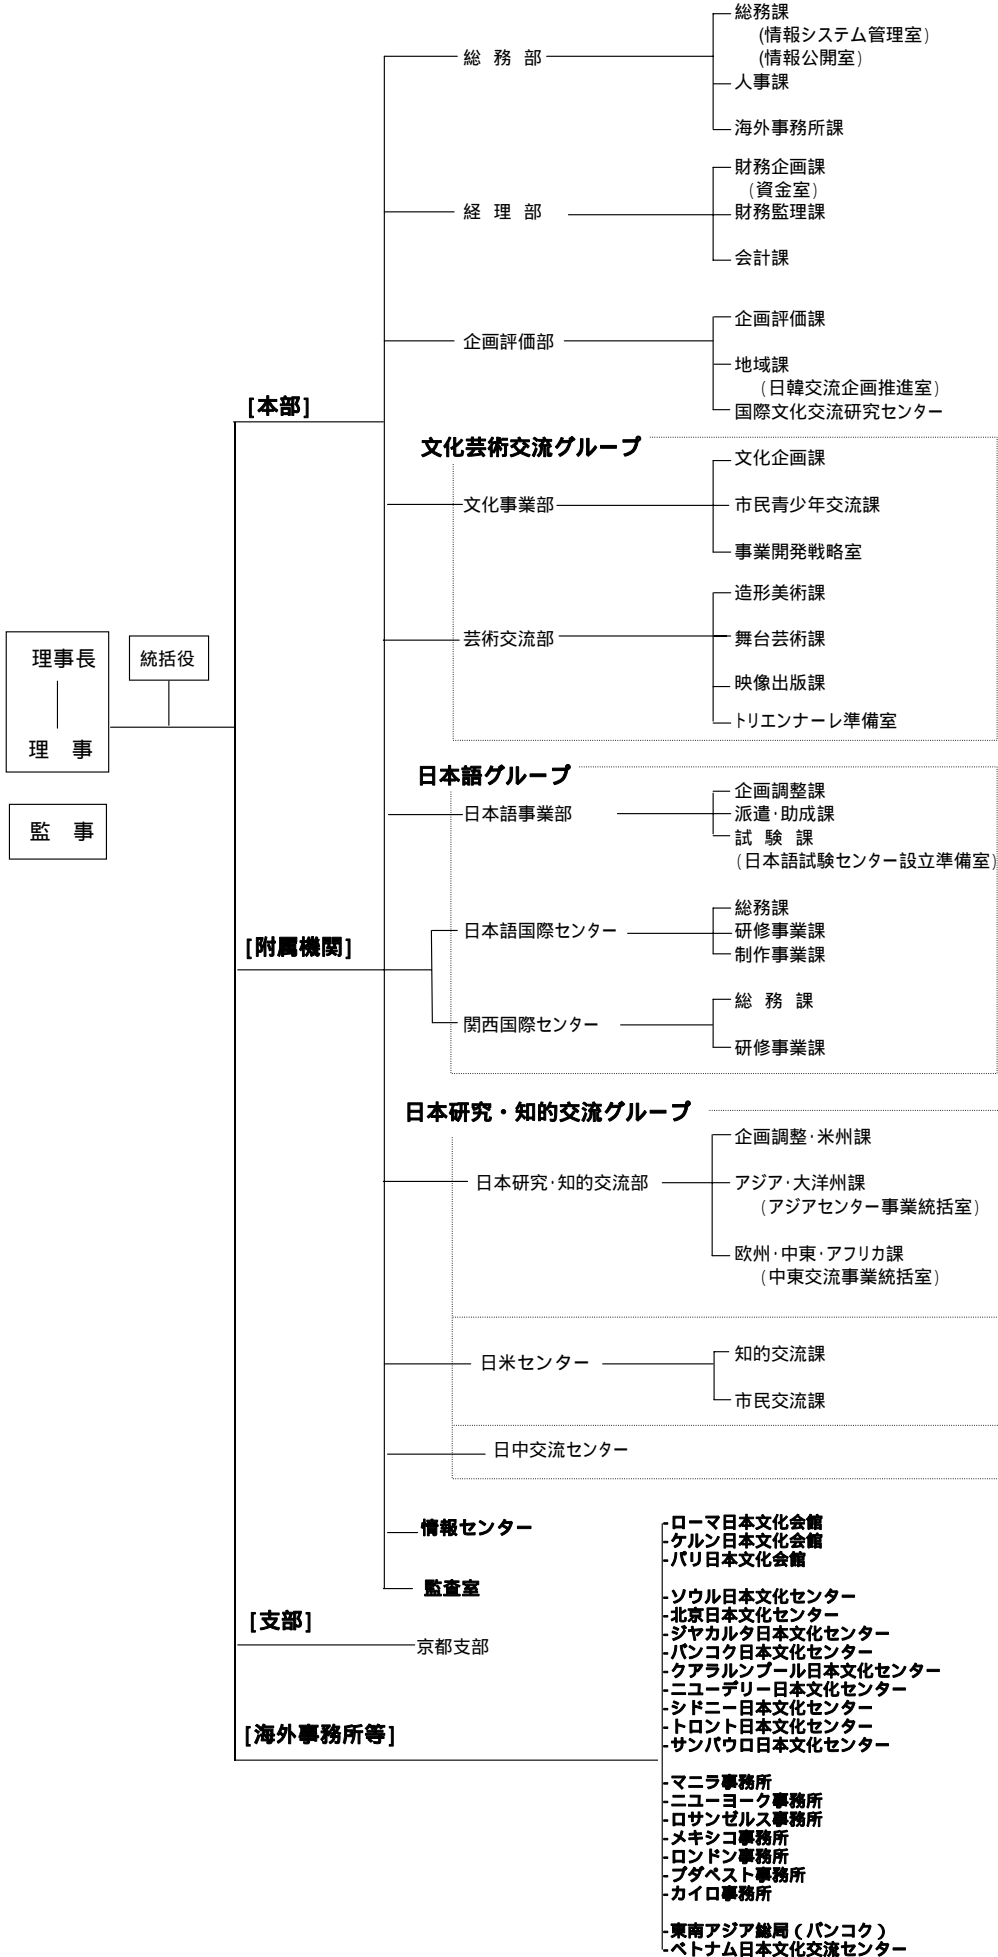 総務課
(情報システム管理室)
総 務 部
(情報公開室)
人事課
海外事務所課
財務企画課
(資金室)
経 理 部
財務監理課
会計課
企画評価課
企画評価部
地域課
(日韓交流企画推進室)
国際文化交流研究センター
[本部]
文化芸術交流グループ
文化企画課
文化事業部
市民青少年交流課
事業開発戦略室
造形美術課
芸術交流部
舞台芸術課
映像出版課
トリエンナーレ準備室
理事長
統括役
理 事
監 事
日本語グループ
企画調整課
日本語事業部
派遣・助成課
試 験 課
(日本語試験センター設立準備室)
総務課
日本語国際センター
研修事業課
制作事業課
[附属機関]
総 務 課
関西国際センター
研修事業課
日本研究・知的交流グループ
企画調整・米州課
日本研究・知的交流部
アジア・大洋州課
(アジアセンター事業統括室)
欧州・中東・アフリカ課
(中東交流事業統括室)
知的交流課
日米センター
市民交流課
日中交流センター
情報センター
監査室
[支部]
京都支部
[海外事務所等]
-ローマ日本文化会館
-ケルン日本文化会館
-パリ日本文化会館
-ソウル日本文化センター
-北京日本文化センター
-ジャカルタ日本文化センター
-バンコク日本文化センター
-クアラルンプール日本文化センター
-ニューデリー日本文化センター
-シドニー日本文化センター
-トロント日本文化センター
-サンパウロ日本文化センター
-マニラ事務所
-ニューヨーク事務所
-ロサンゼルス事務所
-メキシコ事務所
-ロンドン事務所
-ブダペスト事務所
-カイロ事務所
-東南アジア総局(バンコク)
-ベトナム日本文化交流センター